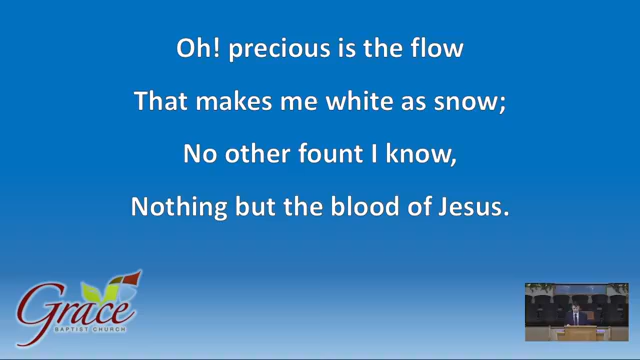 Oh! precious is the flow
That makes me white as snow;
No other fount I know,
Nothing but the blood of Jesus.
Grace
BAPTIST CHURCH